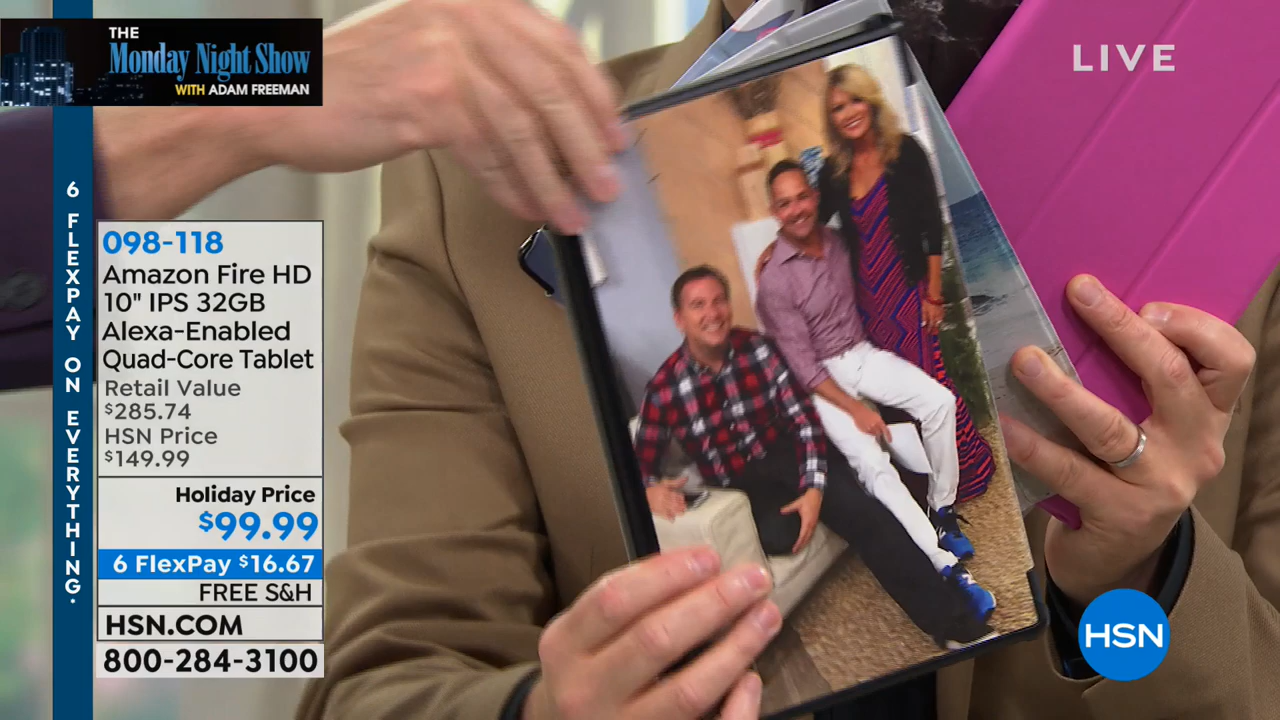 THE
Monday Night Show
WITH ADAM FREEMAN
LIVE
6 FLEXPAY ON EVERYTHING.
098-118
Amazon Fire HD
10" IPS 32GB
Alexa-Enabled
Quad-Core Tablet
Retail Value
$285.74
HSN Price
$149.99
Holiday Price
$99.99
6 FlexPay $16.67
FREE S&H
HSN.COM
800-284-3100
HSN